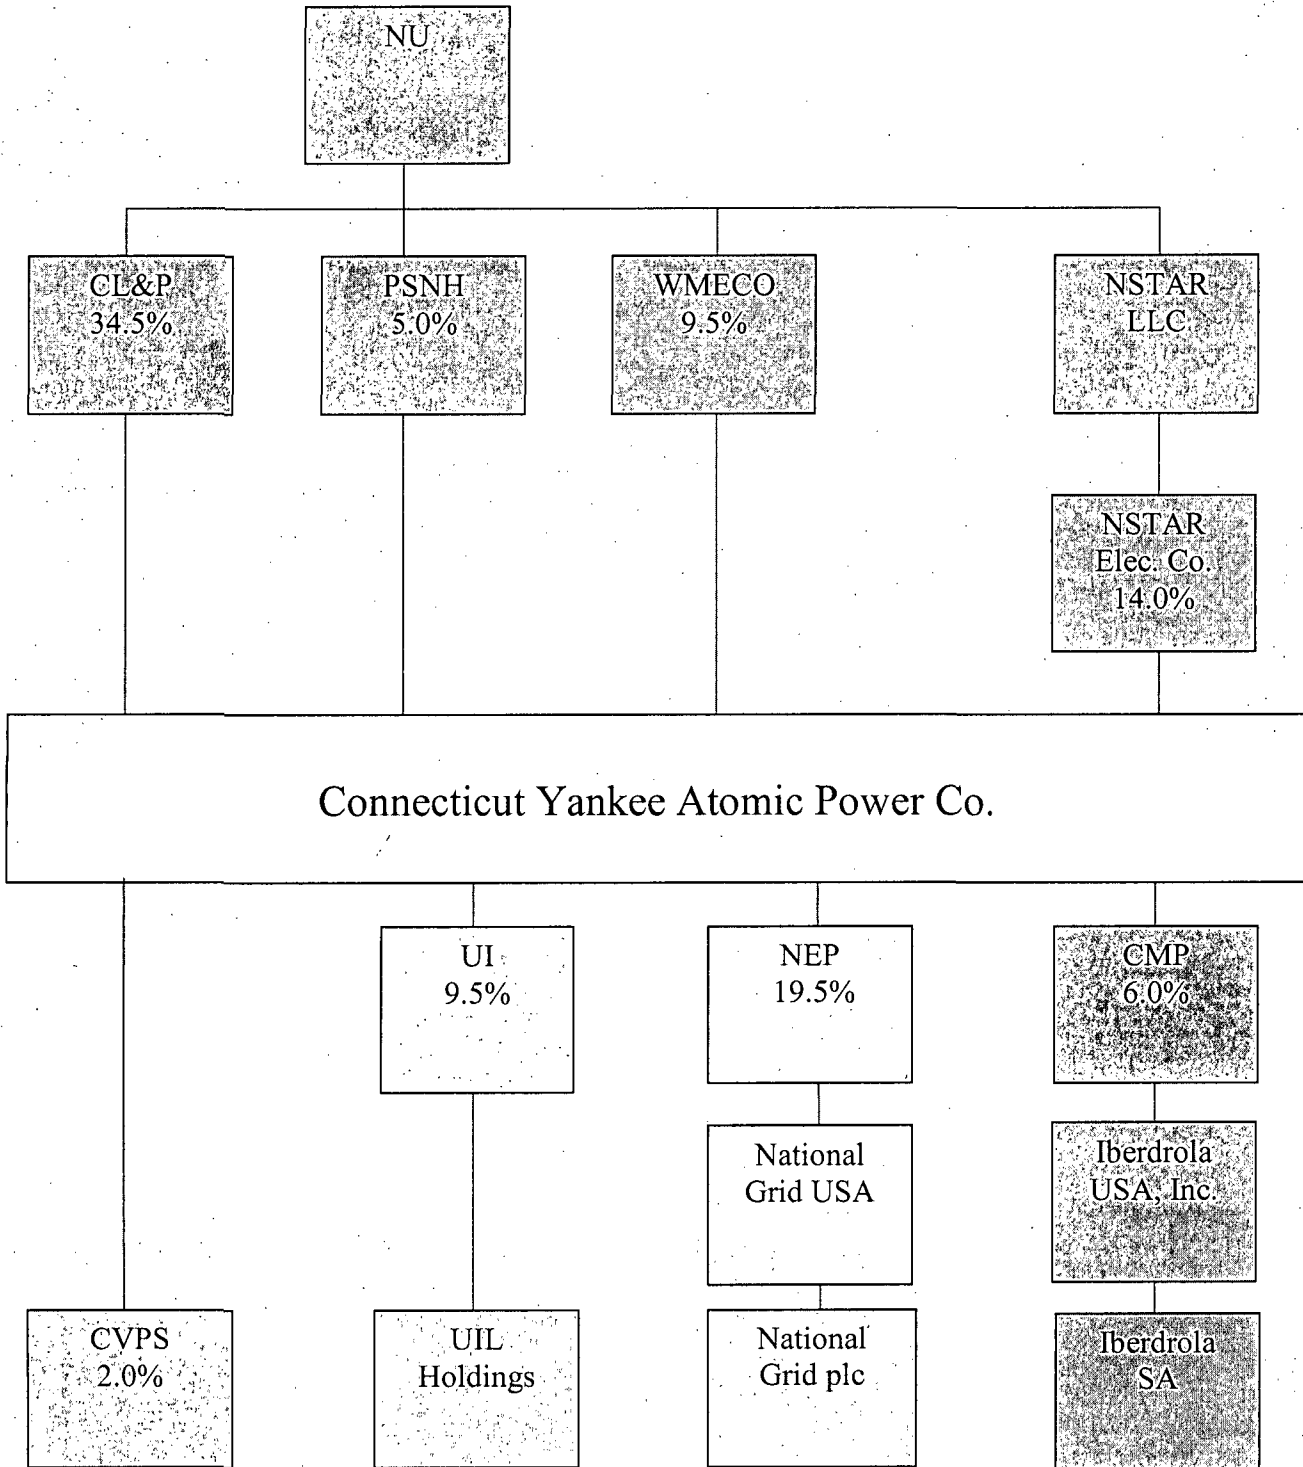 NU
CL&P
34.5%
PSNH
5.0%
WMECO
9.5%
NSTAR
LLC
NSTAR
Elec. Co.
14.0%
Connecticut Yankee Atomic Power Co.
UI
9.5%
NEP
19.5%
CMP
6.0%
National
Grid USA
Iberdrola
USA, Inc.
CVPS
2.0%
UIL
Holdings
National
Grid plc
Iberdrola
SA